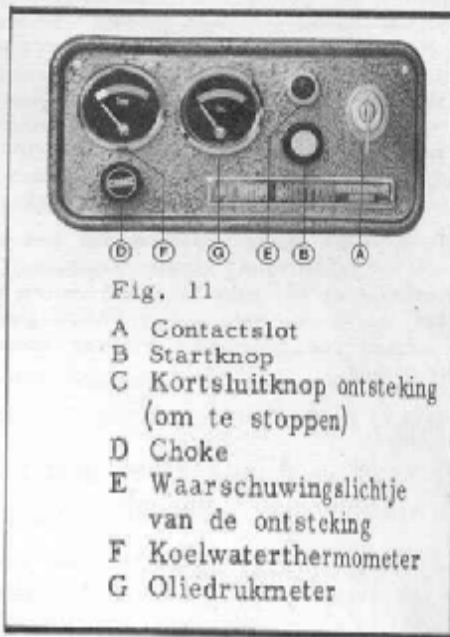 D F G E B A
Fig. 11
A Contactslot
B Startknop
C Kortsluitknop ontsteking
(om te stoppen)
D Choke
E Waarschuwingslichtje
van de ontsteking
F Koelwaterthermometer
G Oliedrukmeter